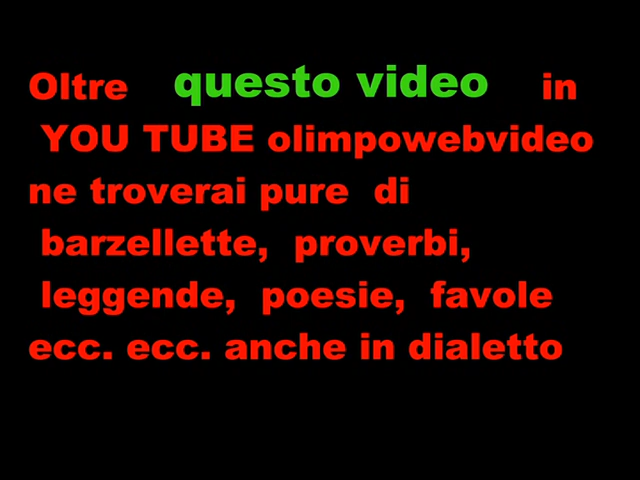 Oltre questo video in
YOU TUBE olimpowebvideo
ne troverai pure di
barzellette, proverbi,
leggende, poesie, favole
ecc. ecc. anche in dialetto